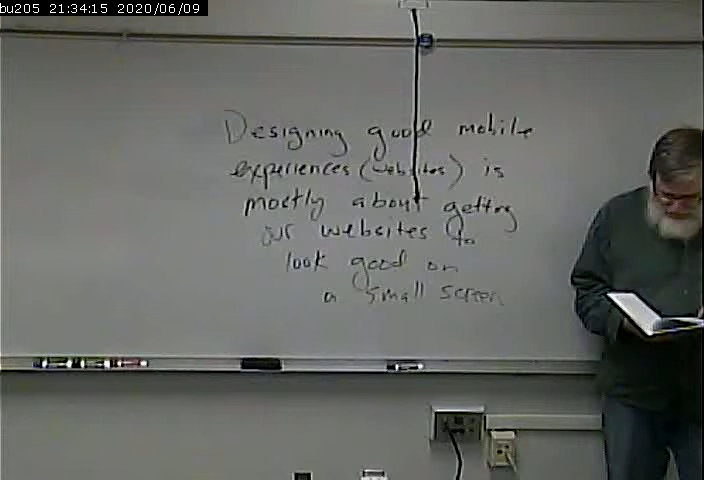 bu205 21:34:15 2020/06/09
Designing good mobile
experiences (websites) is
mostly about getting
our websites to
look good on
a small screen